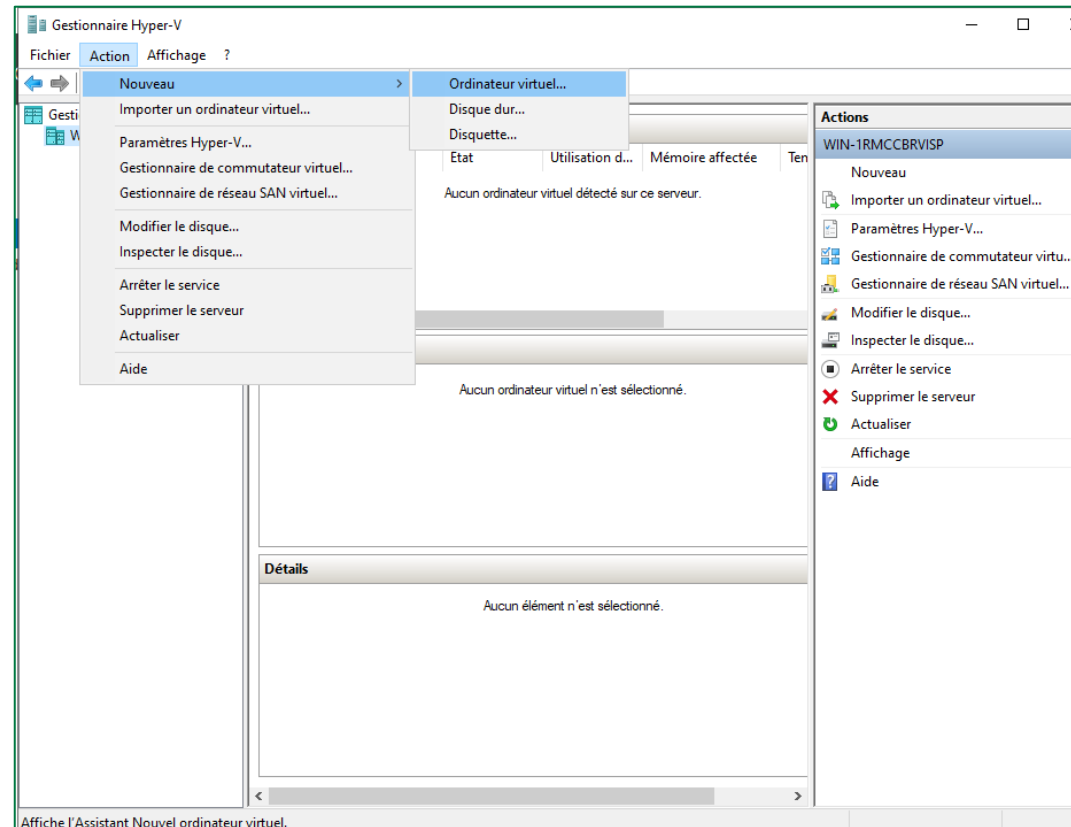 Gestionnaire Hyper-V
Fichier Action Affichage ?
Nouveau > Ordinateur virtuel...
Importer un ordinateur virtuel... Disque dur...
Disquette...
Gesti
W
Paramètres Hyper-V...
Gestionnaire de commutateur virtuel...
Gestionnaire de réseau SAN virtuel...
Modifier le disque...
Inspecter le disque...
Arrêter le service
Supprimer le serveur
Actualiser
Aide
État Utilisation d... Mémoire affectée Ten
Aucun ordinateur virtuel détecté sur ce serveur.
Aucun ordinateur virtuel n'est sélectionné.
Détails
Aucun élément n'est sélectionné.
Actions
WIN-1RMCCBRVISP
Nouveau
Importer un ordinateur virtuel...
Paramètres Hyper-V...
Gestionnaire de commutateur virtu...
Gestionnaire de réseau SAN virtuel...
Modifier le disque...
Inspecter le disque...
Arrêter le service
Supprimer le serveur
Actualiser
Affichage
Aide
Affiche l'Assistant Nouvel ordinateur virtuel.